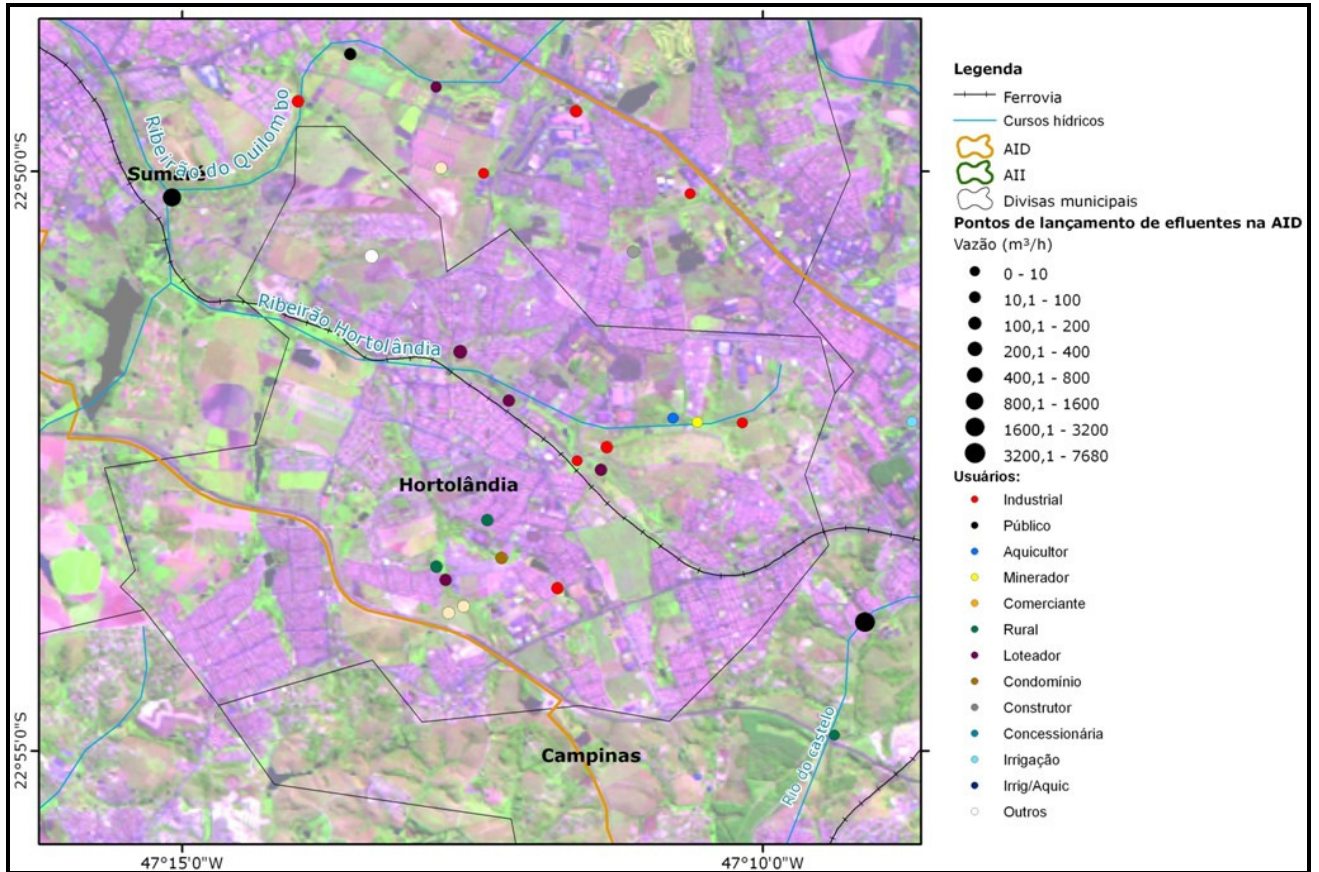 Legenda
Ferrovia
Cursos hídricos
AID
AII
Divisas municipais
Pontos de lançamento de efluentes na AID
Vazão (m³/h)
0 - 10
10,1 - 100
100,1 - 200
200,1 - 400
400,1 - 800
800,1 - 1600
1600,1 - 3200
3200,1 - 7680
Usuários:
Industrial
Público
Aquicultor
Minerador
Comerciante
Rural
Loteador
Condomínio
Construtor
Concessionária
Irrigação
Irrig/Aquic
Outros
Ribeirão do Quilombo
Sumaré
Ribeirão Hortolândia
Hortolândia
Campinas
Rio do castelo
22°50'0"S
22°55'0"S
47°15'0"W
47°10'0"W